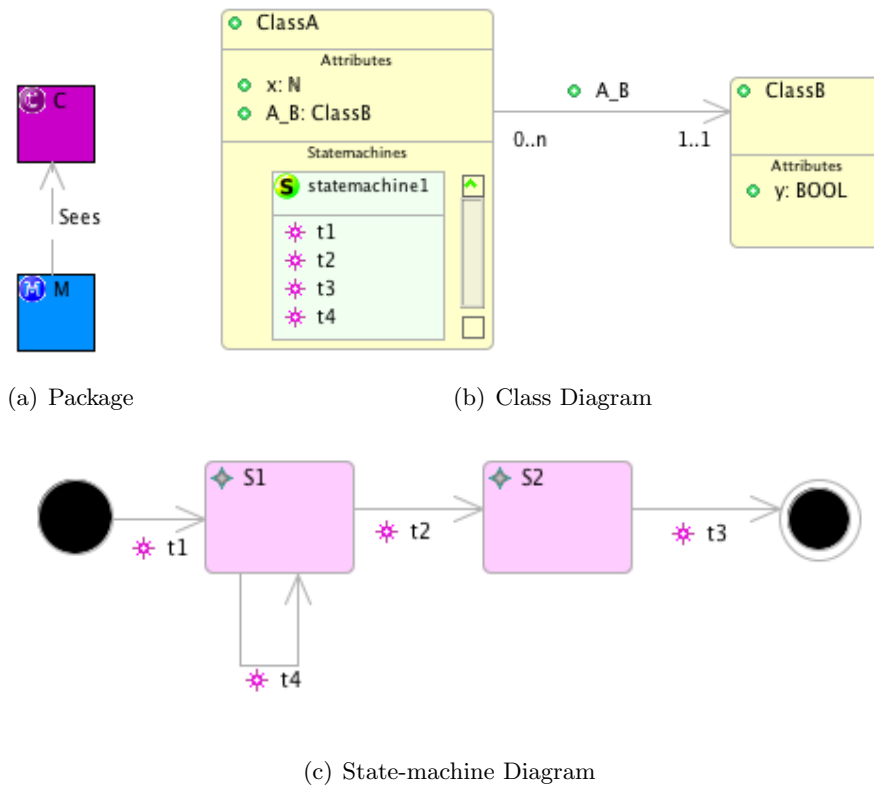 C
Sees
M
ClassA
Attributes
x: N
A_B: ClassB
Statemachines
S statemachine1
t1
t2
t3
t4
A_B
0..n
1..1
ClassB
Attributes
y: BOOL
(a) Package
(b) Class Diagram
S1
S2
t1
t2
t3
t4
(c) State-machine Diagram